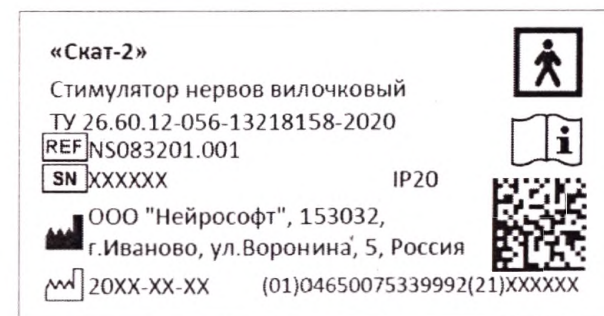 «Скат-2»
Стимулятор нервов вилочковый
ТУ 26.60.12-056-13218158-2020
REF NS083201.001
SN XXXXXX IP20
ООО "Нейрософт", 153032,
г.Иваново, ул.Воронина, 5, Россия
20XX-XX-XX (01)04650075339992(21)XXXXXX